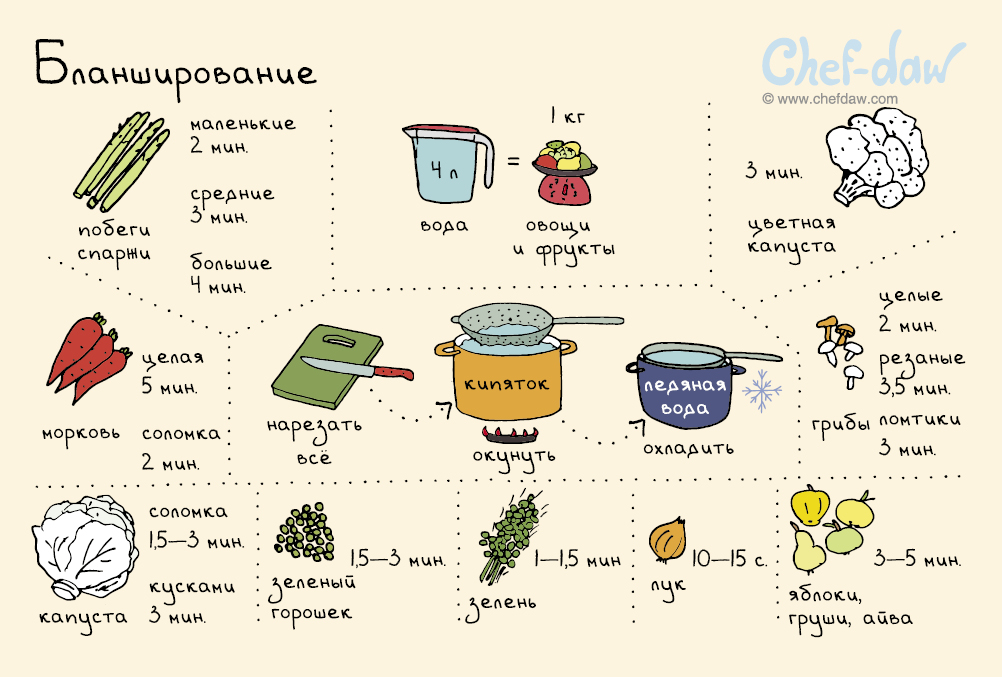 Бланширование
Chef-daw
© www.chefdaw.com
маленькие
2 мин.
средние
3 мин.
большие
4 мин.
побеги
спаржи
4 л
=
1 кг
вода
овощи
и фрукты
3 мин.
цветная
капуста
целая
5 мин.
морковь
соломка
2 мин.
нарезать
всё
кипяток
окунуть
ледяная
вода
охладить
целые
2 мин.
резаные
3,5 мин.
грибы
ломтики
3 мин.
соломка
1,5—3 мин.
кусками
3 мин.
капуста
1,5—3 мин.
зеленый
горошек
1—1,5 мин
зелень
10—15 с.
лук
3—5 мин.
яблоки,
груши, айва